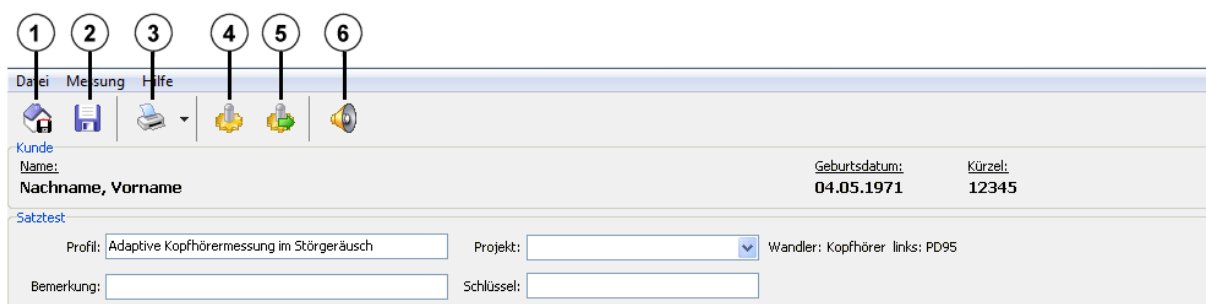 1 2 3 4 5 6
Datei Messung Hilfe
Kunde
Name: Geburtsdatum: Kürzel:
Nachname, Vorname 04.05.1971 12345
Satztest
Profil: Adaptive Kopfhörermessung im Störgeräusch Projekt: Wandler: Kopfhörer links: PD95
Bemerkung: Schlüssel: